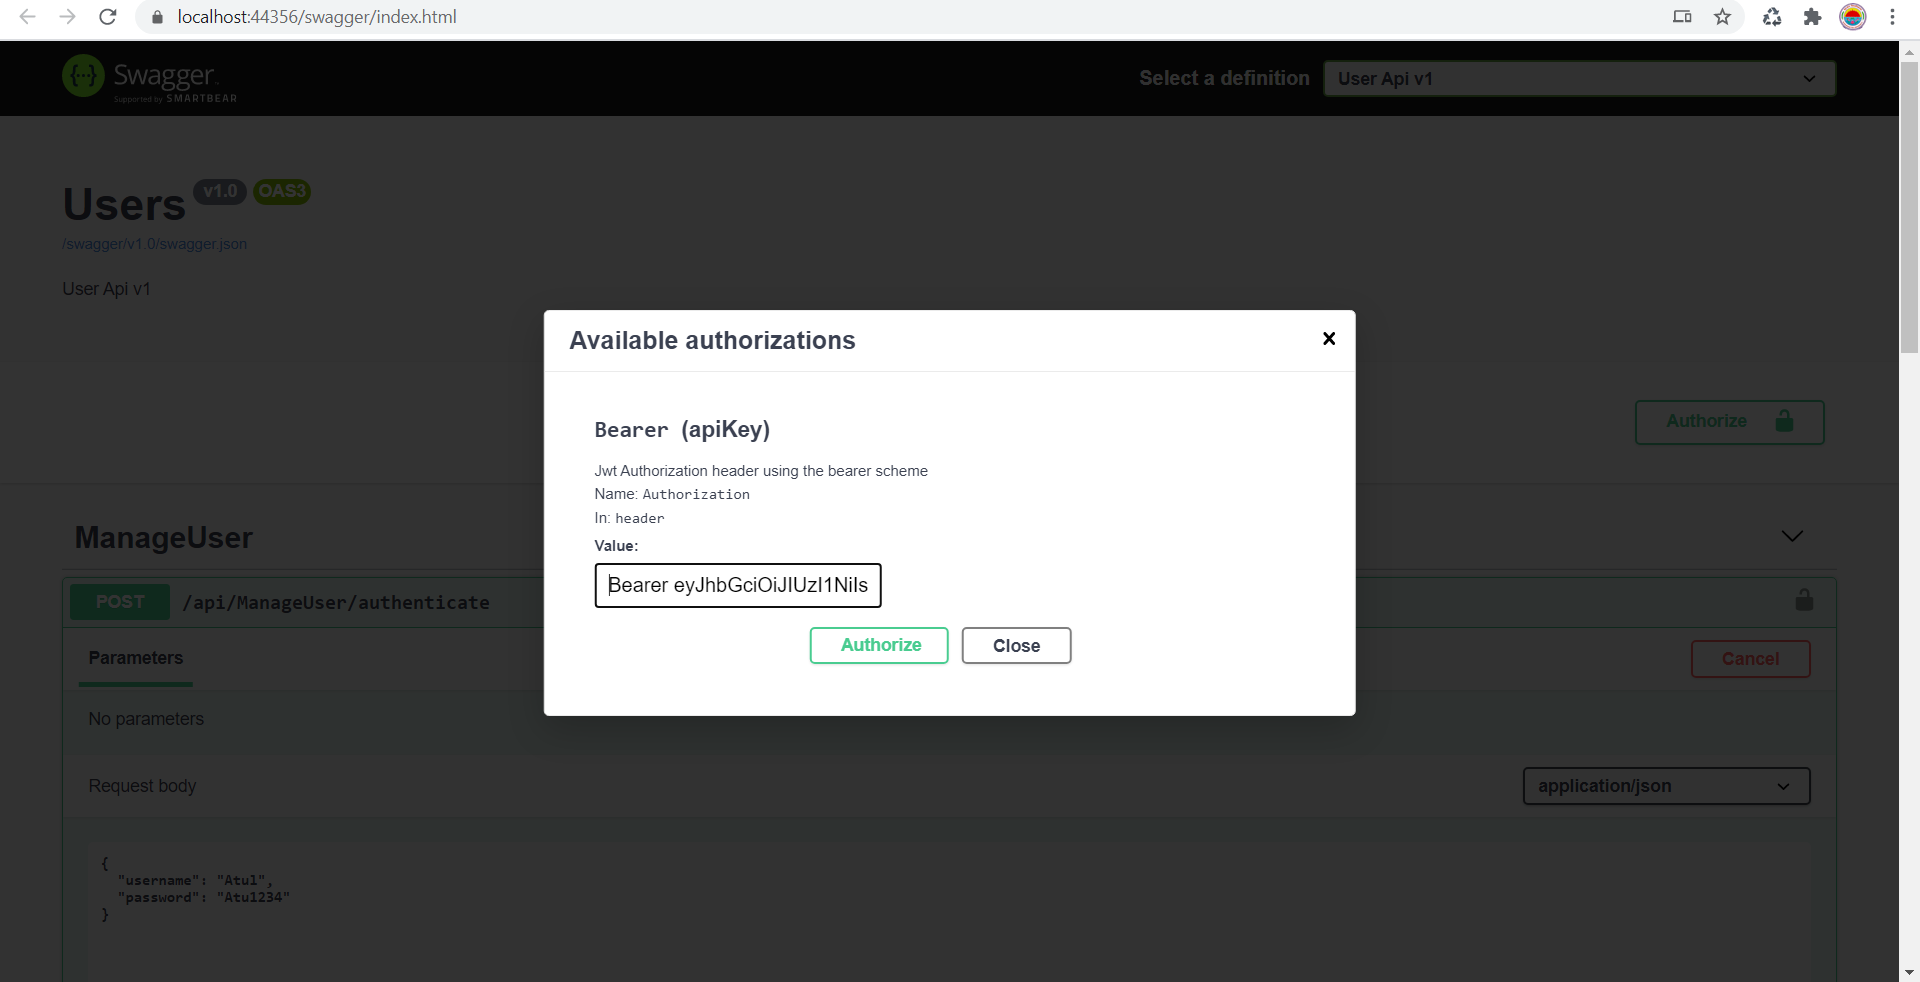 localhost:44356/swagger/index.html
Swagger
Supported by SMARTBEAR
Select a definition
User Api v1
Users v1.0 OAS3
/swagger/v1.0/swagger.json
User Api v1
Available authorizations
Bearer (apiKey)
Jwt Authorization header using the bearer scheme
Name: Authorization
In: header
Value:
Bearer eyJhbGciOiJIUzI1NiIs
Authorize
Close
Authorize
ManageUser
POST /api/ManageUser/authenticate
Parameters
Cancel
No parameters
Request body
application/json
{
"username": "Atul",
"password": "Atul234"
}